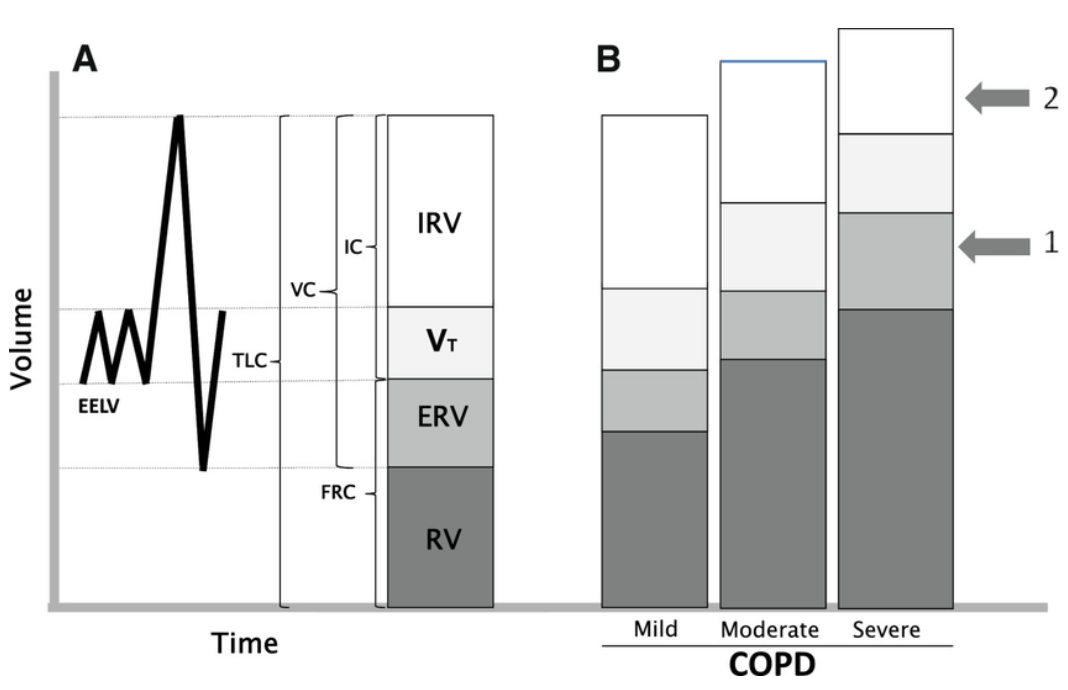 A
B
Volume
EELV
TLC
VC
IC
FRC
IRV
VT
ERV
RV
2
1
Time
Mild
Moderate
Severe
COPD